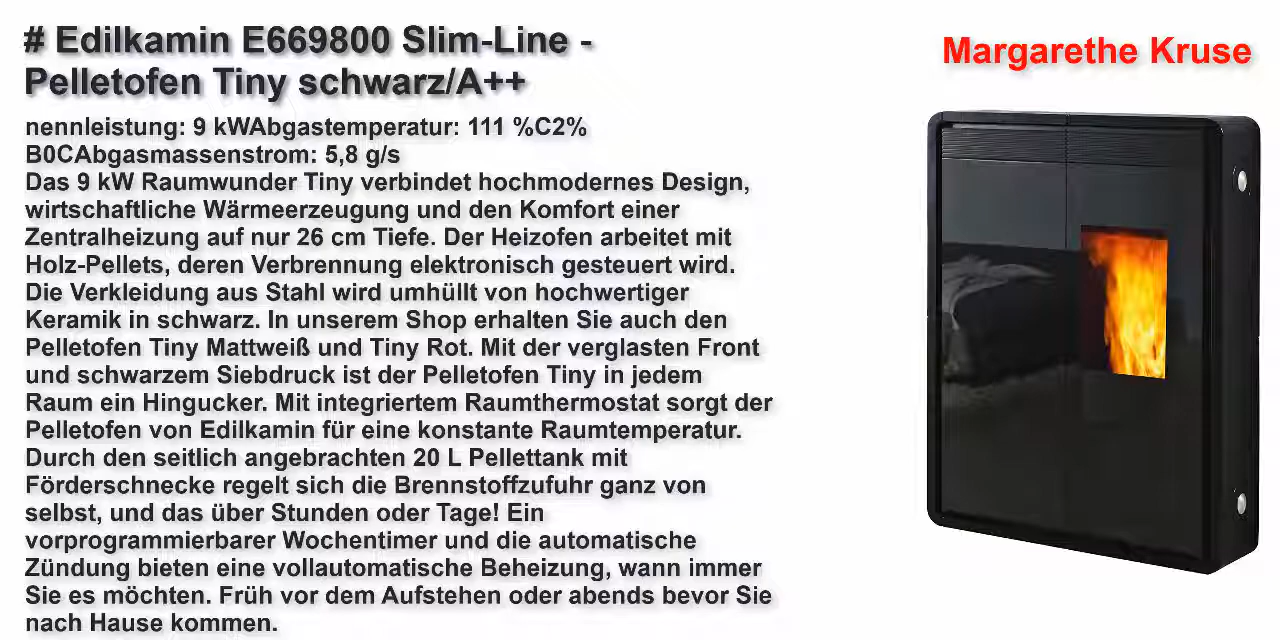 # Edilkamin E669800 Slim-Line -
Pelletofen Tiny schwarz/A++
Margarethe Kruse
nennleistung: 9 kWAbgastemperatur: 111 %C2%
B0CAbgasmassenstrom: 5,8 g/s
Das 9 kW Raumwunder Tiny verbindet hochmodernes Design,
wirtschaftliche Wärmeerzeugung und den Komfort einer
Zentralheizung auf nur 26 cm Tiefe. Der Heizofen arbeitet mit
Holz-Pellets, deren Verbrennung elektronisch gesteuert wird.
Die Verkleidung aus Stahl wird umhüllt von hochwertiger
Keramik in schwarz. In unserem Shop erhalten Sie auch den
Pelletofen Tiny Mattweiß und Tiny Rot. Mit der verglasten Front
und schwarzem Siebdruck ist der Pelletofen Tiny in jedem
Raum ein Hingucker. Mit integriertem Raumthermostat sorgt der
Pelletofen von Edilkamin für eine konstante Raumtemperatur.
Durch den seitlich angebrachten 20 L Pellettank mit
Förderschnecke regelt sich die Brennstoffzufuhr ganz von
selbst, und das über Stunden oder Tage! Ein
vorprogrammierbarer Wochentimer und die automatische
Zündung bieten eine vollautomatische Beheizung, wann immer
Sie es möchten. Früh vor dem Aufstehen oder abends bevor Sie
nach Hause kommen.